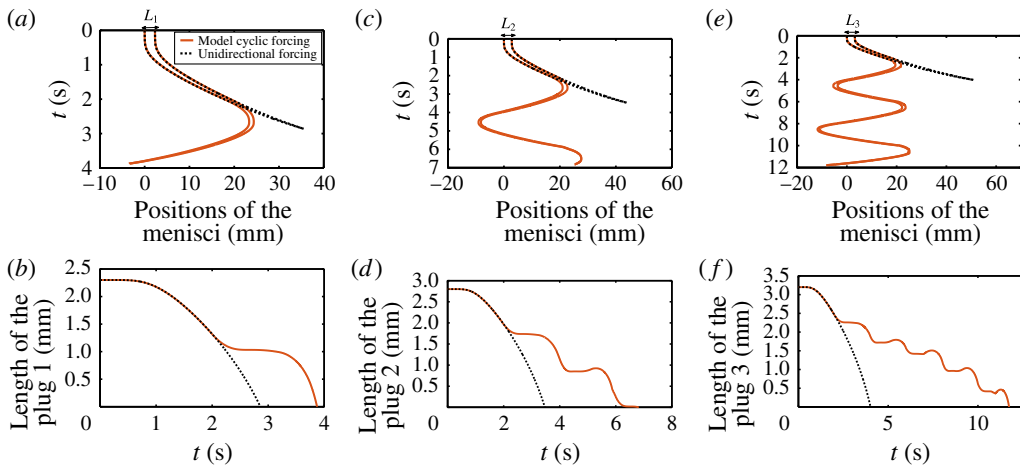 (a)
L1
0
1
2
3
4
t (s)
Model cyclic forcing
Unidirectional forcing
−10 0 10 20 30 40
Positions of the
menisci (mm)
(c)
L2
0
1
2
3
4
5
6
7
t (s)
−20 0 20 40 60
Positions of the
menisci (mm)
(e)
L3
0
2
4
6
8
10
12
t (s)
−20 0 20 40 60
Positions of the
menisci (mm)
(b)
2.5
2.0
1.5
1.0
0.5
0 1 2 3 4
Length of the
plug 1 (mm)
t (s)
(d)
3.0
2.5
2.0
1.5
1.0
0.5
0 2 4 6 8
Length of the
plug 2 (mm)
t (s)
(f)
3.5
3.0
2.5
2.0
1.5
1.0
0.5
0 5 10
Length of the
plug 3 (mm)
t (s)